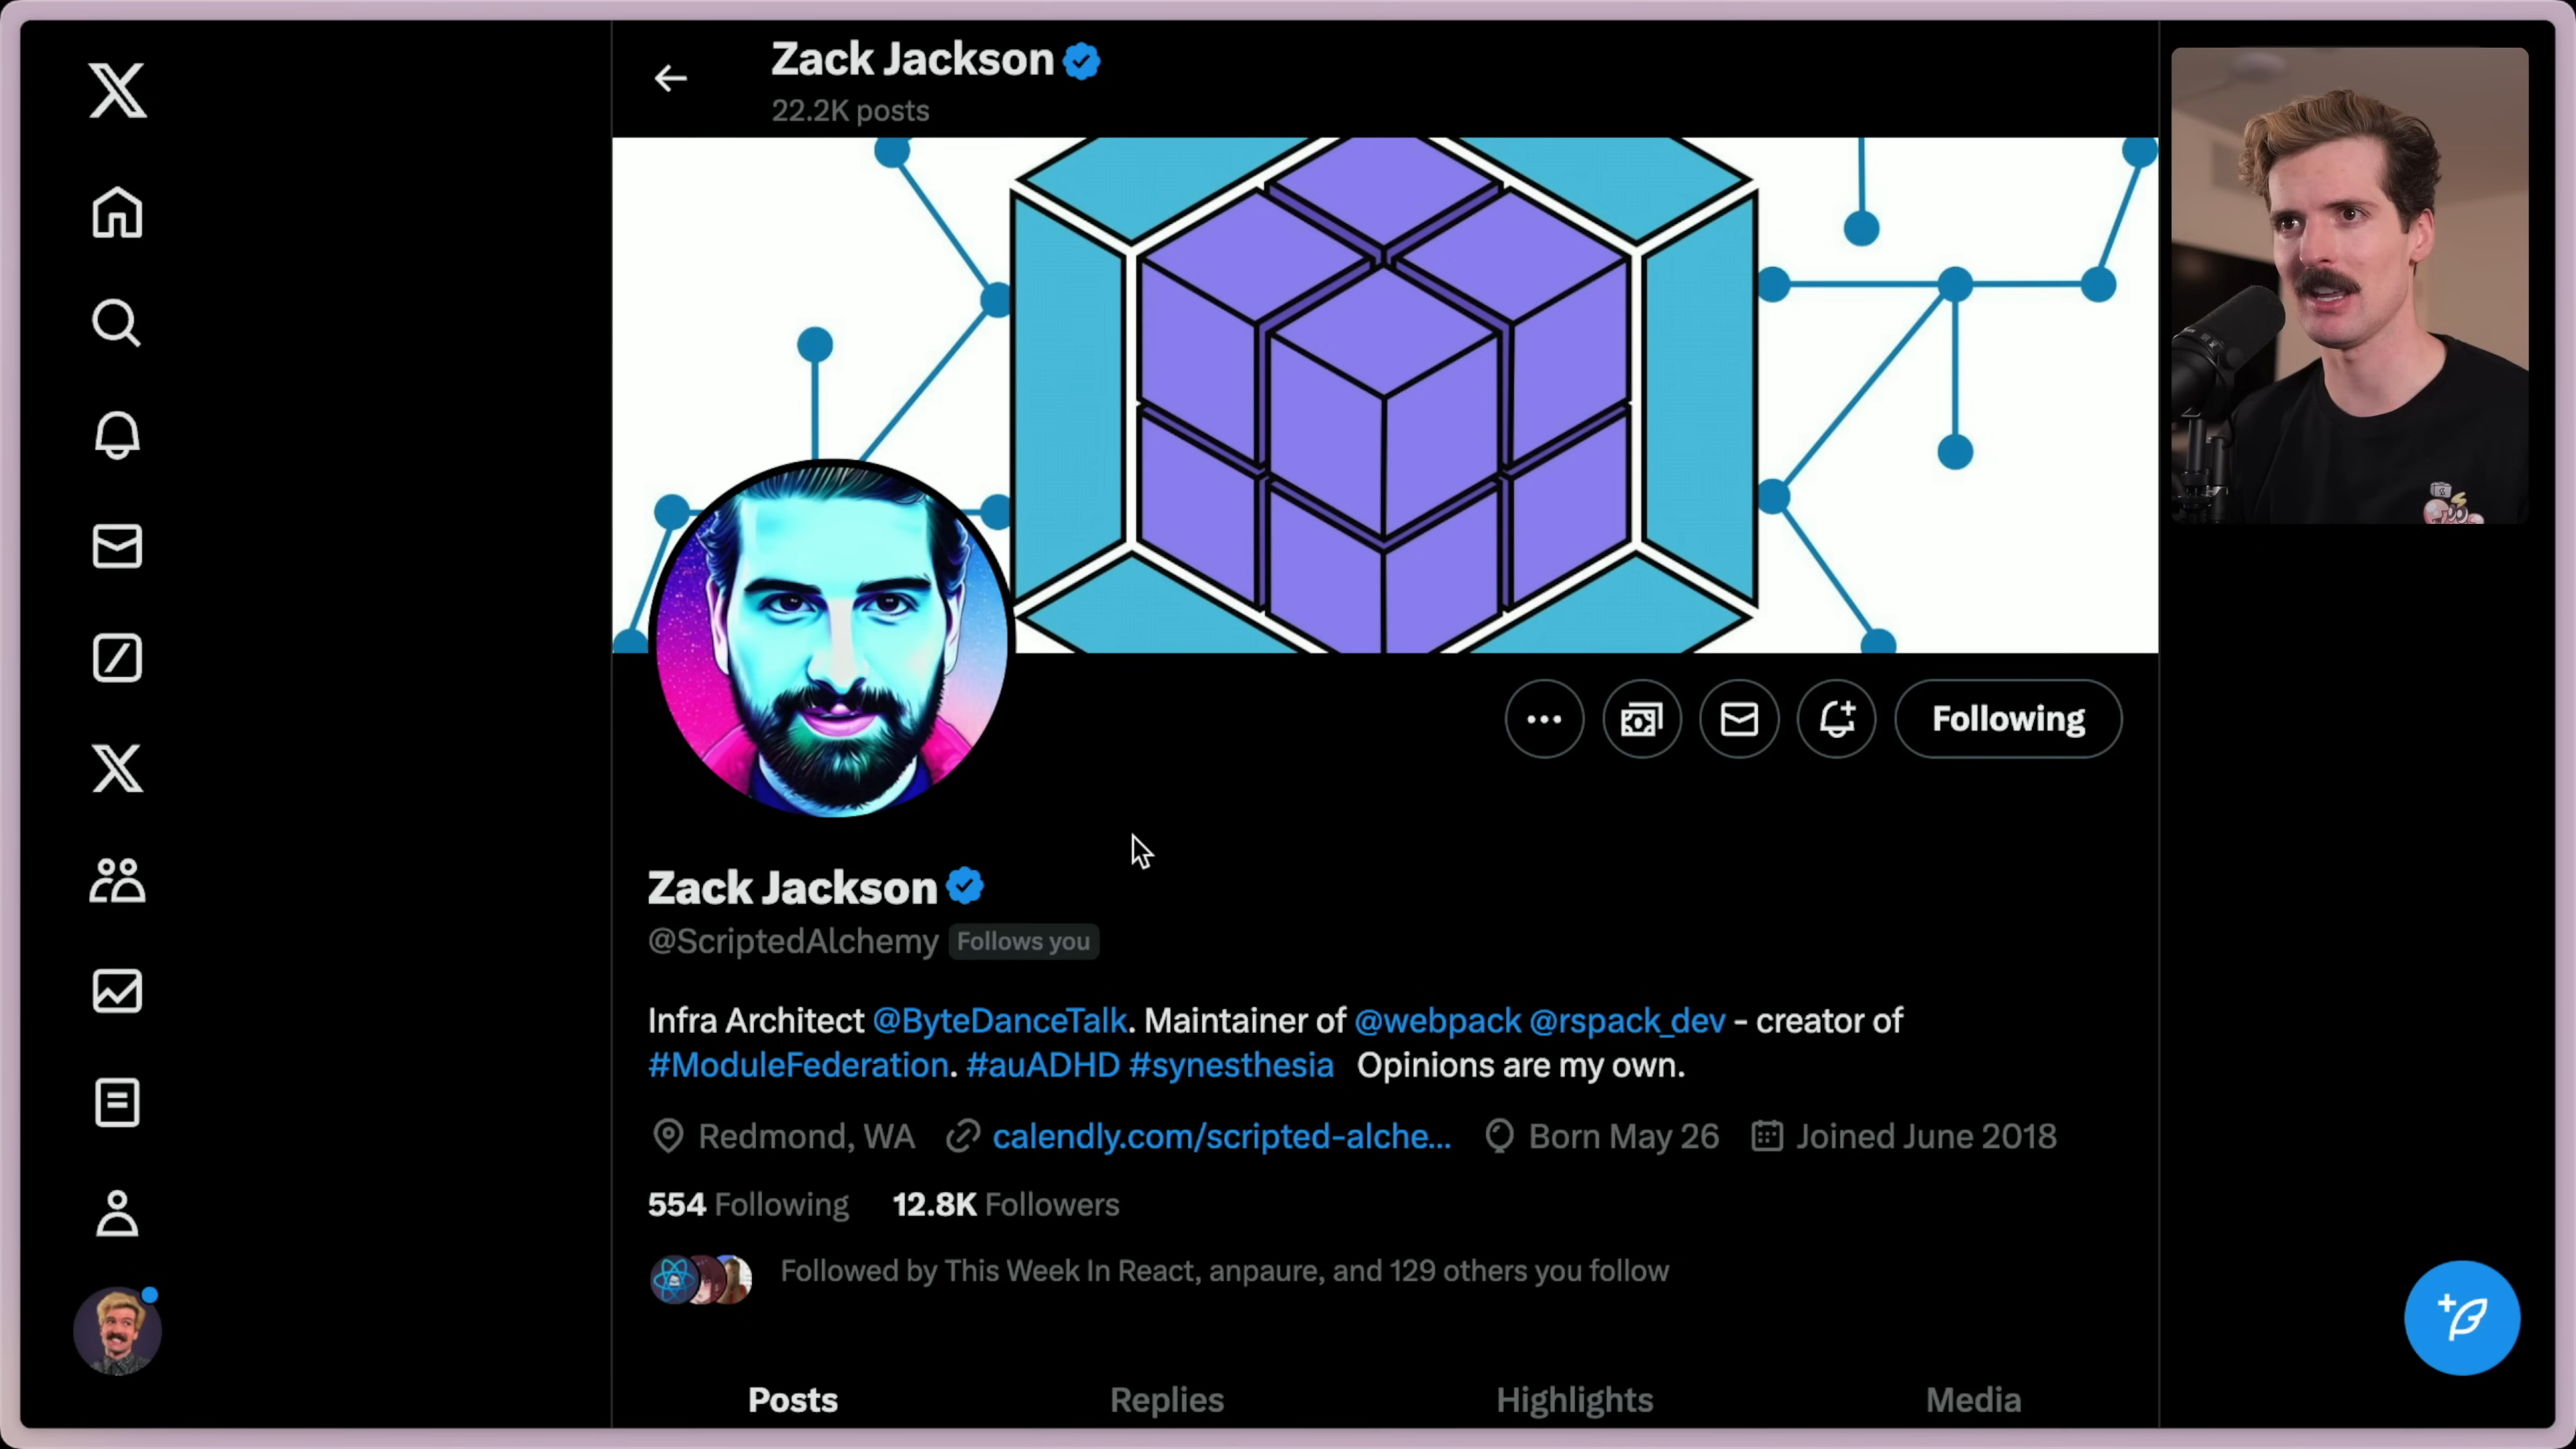 Zack Jackson
22.2K posts
Following
Zack Jackson
@ScriptedAlchemy Follows you
Infra Architect @ByteDanceTalk. Maintainer of @webpack @rspack_dev - creator of
#ModuleFederation. #auADHD #synesthesia Opinions are my own.
Redmond, WA calendly.com/scripted-alche... Born May 26 Joined June 2018
554 Following 12.8K Followers
Followed by This Week In React, anpaure, and 129 others you follow
Posts Replies Highlights Media